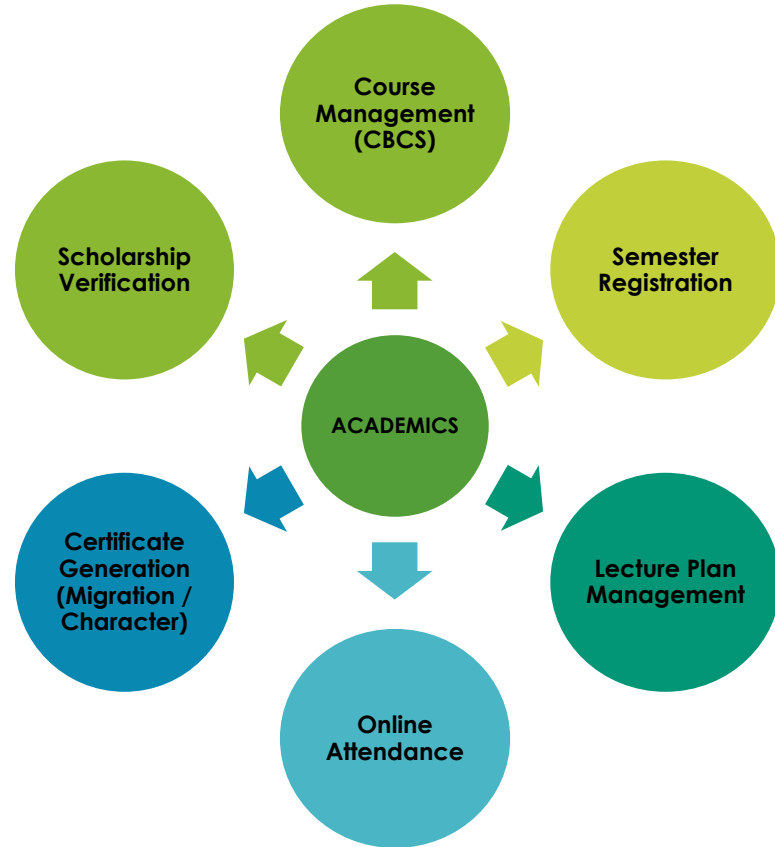 Course
Management
(CBCS)
Scholarship
Verification
Semester
Registration
ACADEMICS
Certificate
Generation
(Migration /
Character)
Lecture Plan
Management
Online
Attendance